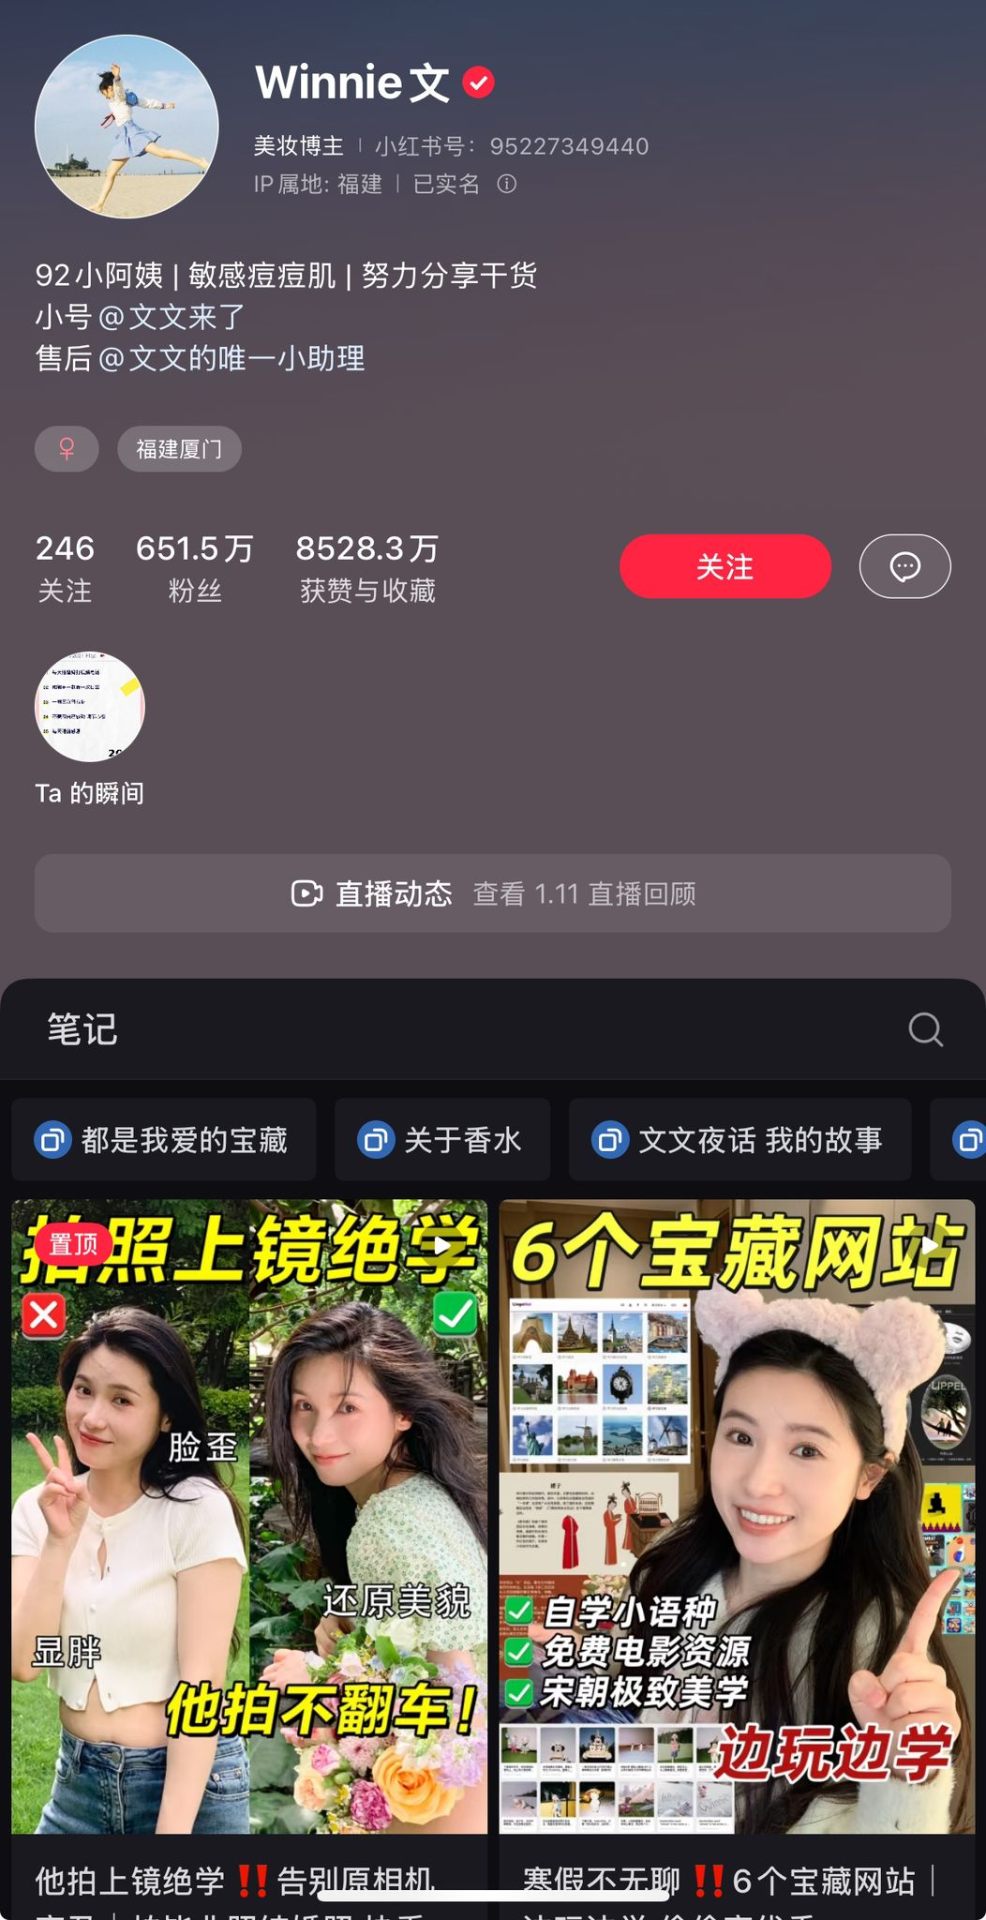 Winnie文
美妆博主 | 小红书号：95227349440
IP属地: 福建 | 已实名
92小阿姨 | 敏感痘痘肌 | 努力分享干货
小号@文文来了
售后@文文的唯一小助理
♀ 福建厦门
246 651.5万 8528.3万
关注 粉丝 获赞与收藏
关注
Ta 的瞬间
直播动态 查看 1.11 直播回顾
笔记
都是我爱的宝藏 关于香水 文文夜话 我的故事
置顶
拍照上镜绝学
脸歪
还原美貌
显胖
他拍不翻车!
6个宝藏网站
自学小语种
免费电影资源
宋朝极致美学
边玩边学
他拍上镜绝学‼️告别原相机
寒假不无聊‼️6个宝藏网站｜